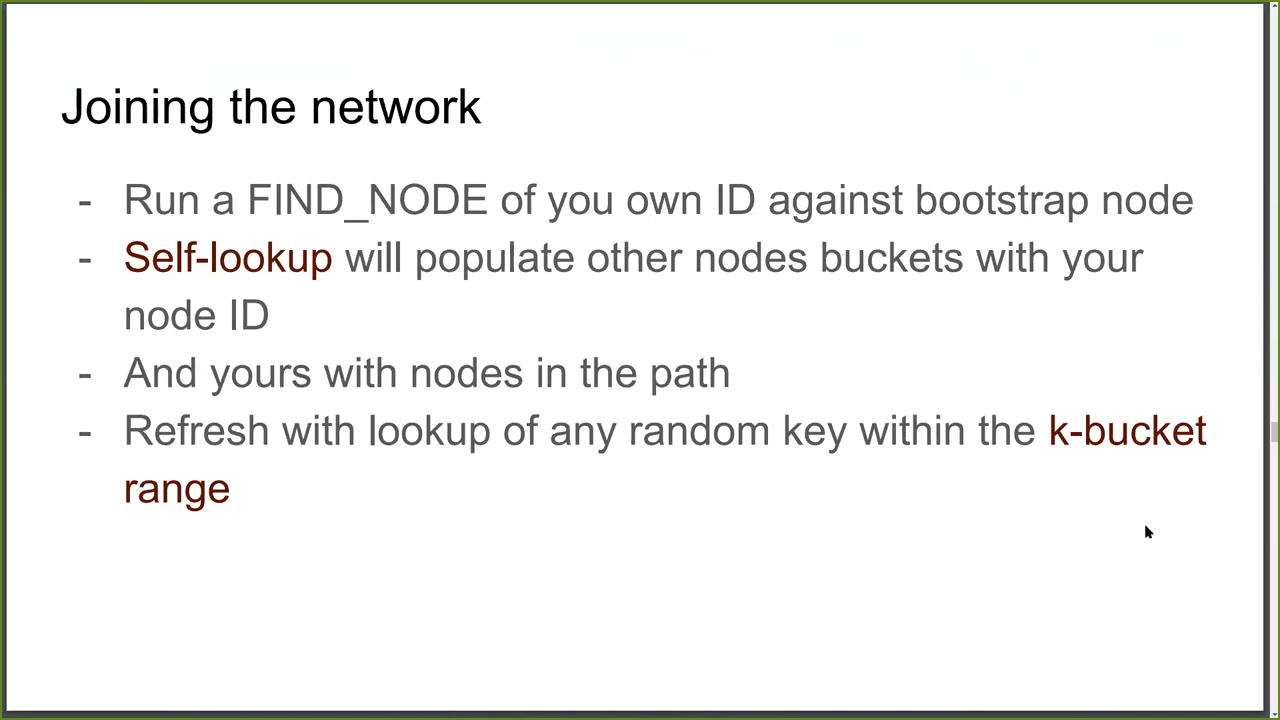 Joining the network
- Run a FIND_NODE of you own ID against bootstrap node
- Self-lookup will populate other nodes buckets with your
node ID
- And yours with nodes in the path
- Refresh with lookup of any random key within the k-bucket
range